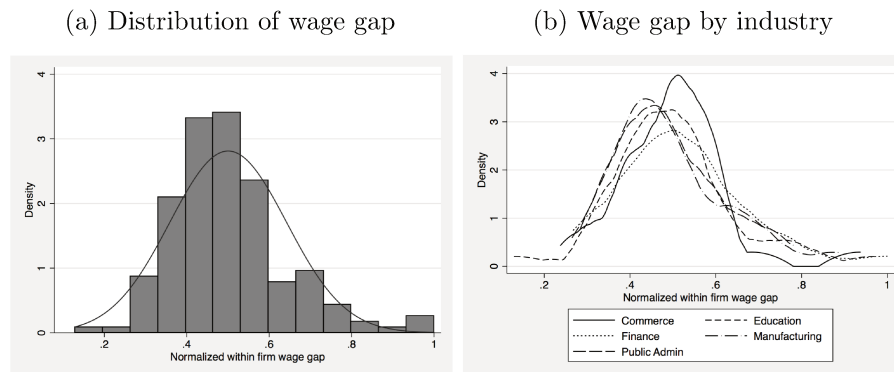 (a) Distribution of wage gap
(b) Wage gap by industry
4
3
2
1
0
Density
.2 .4 .6 .8 1
Normalized within firm wage gap
4
3
2
1
0
Density
.2 .4 .6 .8 1
Normalized within firm wage gap
Commerce Education
Finance Manufacturing
Public Admin